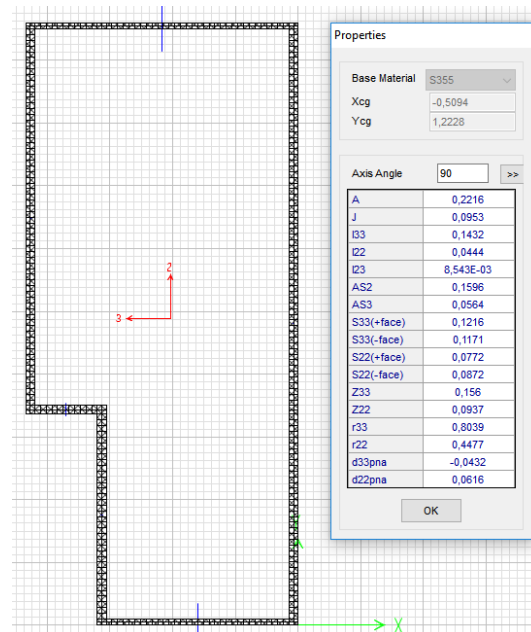 Properties
Base Material S355
Xcg -0,5094
Ycg 1,2228
Axis Angle 90 >>
A 0,2216
J 0,0953
I33 0,1432
I22 0,0444
I23 8,543E-03
AS2 0,1596
AS3 0,0564
S33(+face) 0,1216
S33(-face) 0,1171
S22(+face) 0,0772
S22(-face) 0,0872
Z33 0,156
Z22 0,0937
r33 0,8039
r22 0,4477
d33pna -0,0432
d22pna 0,0616
OK
2
3
X